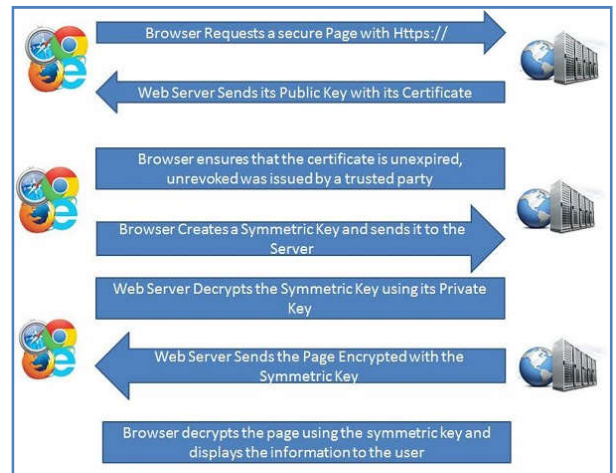 Browser Requests a secure Page with Https://
Web Server Sends its Public Key with its Certificate
Browser ensures that the certificate is unexpired,
unrevoked was issued by a trusted party
Browser Creates a Symmetric Key and sends it to the
Server
Web Server Decrypts the Symmetric Key using its Private
Key
Web Server Sends the Page Encrypted with the
Symmetric Key
Browser decrypts the page using the symmetric key and
displays the information to the user